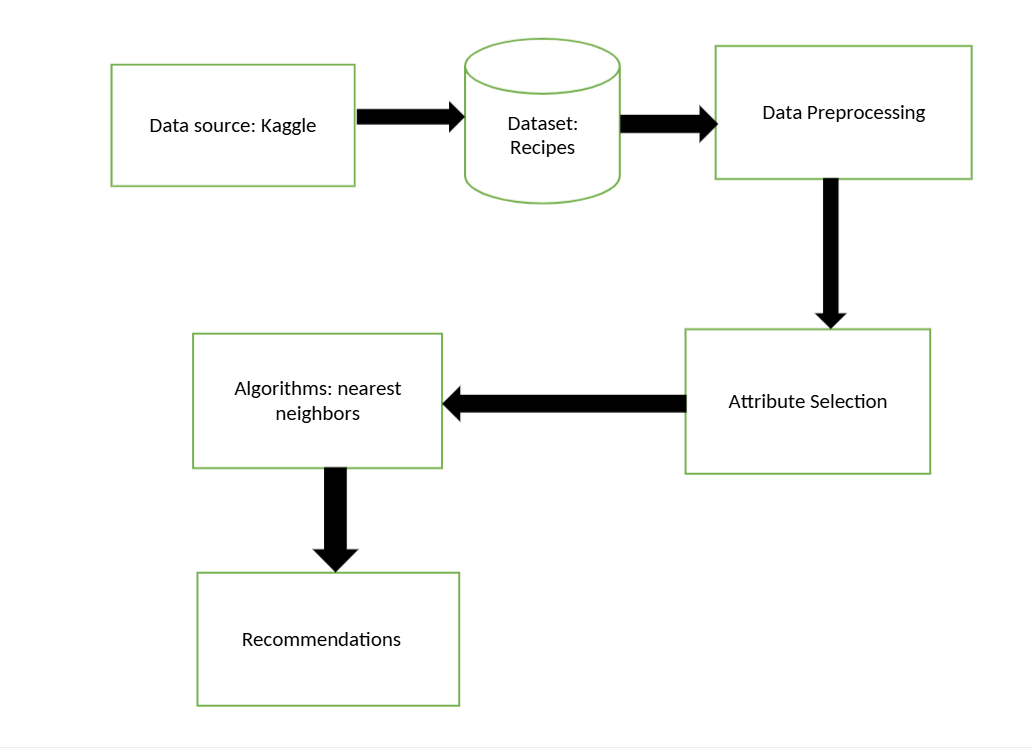 Data source: Kaggle
Dataset:
Recipes
Data Preprocessing
Attribute Selection
Algorithms: nearest
neighbors
Recommendations